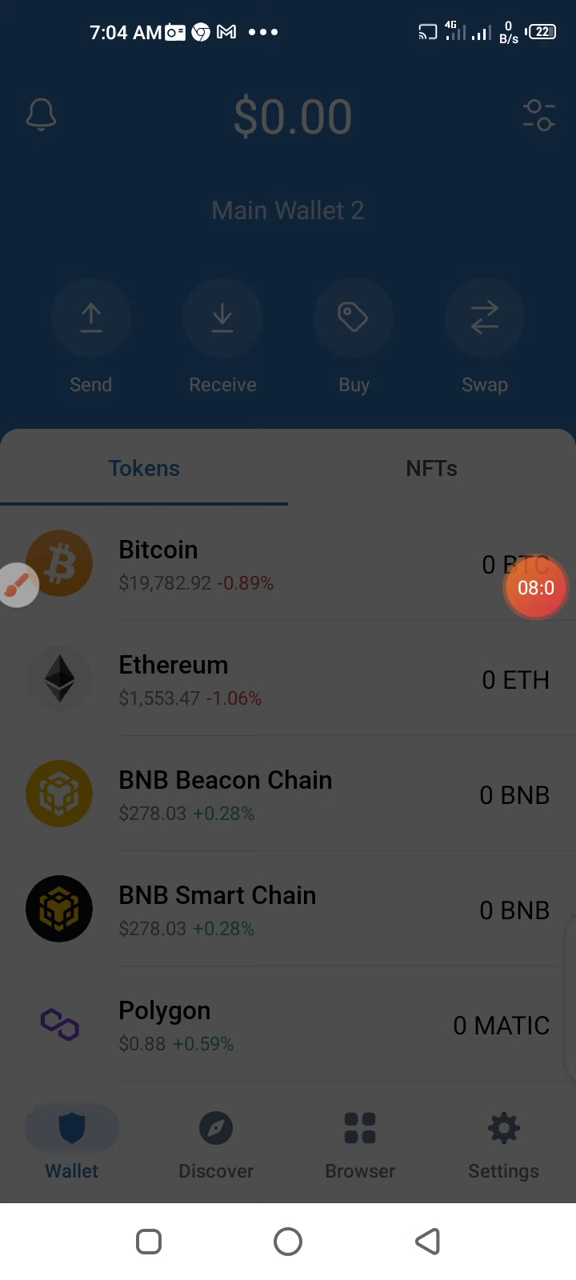 7:04 AM
4G
0 B/s
22
$0.00
Main Wallet 2
Send Receive Buy Swap
Tokens NFTs
Bitcoin
0 BTC
$19,782.92 -0.89%
08:0
Ethereum
0 ETH
$1,553.47 -1.06%
BNB Beacon Chain
0 BNB
$278.03 +0.28%
BNB Smart Chain
0 BNB
$278.03 +0.28%
Polygon
0 MATIC
$0.88 +0.59%
Wallet Discover Browser Settings